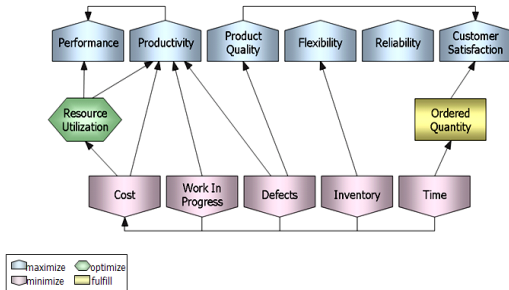 Performance
Productivity
Product
Quality
Flexibility
Reliability
Customer
Satisfaction
Resource
Utilization
Ordered
Quantity
Cost
Work In
Progress
Defects
Inventory
Time
maximize
optimize
minimize
fulfill